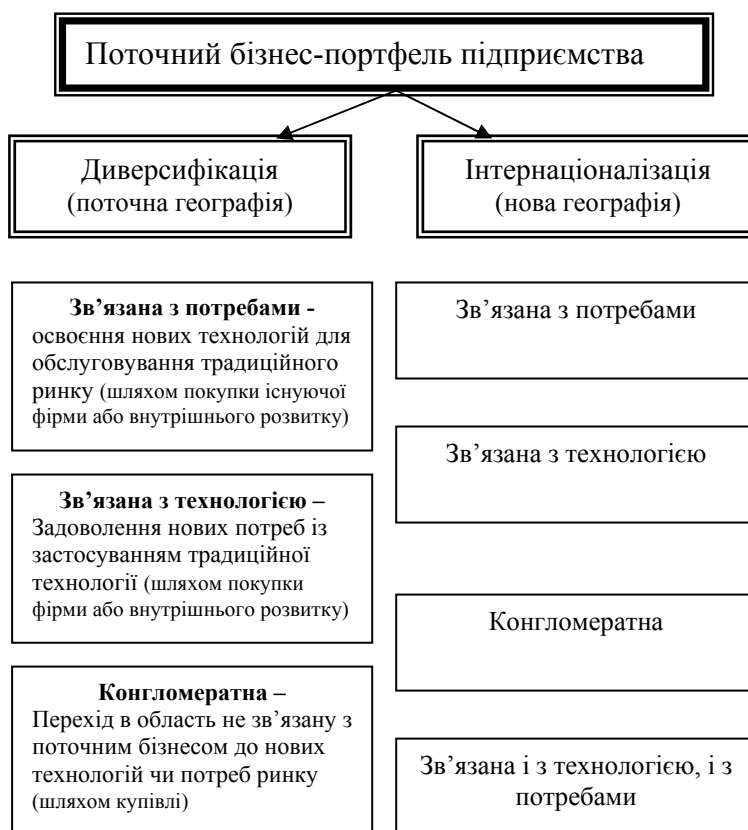 Поточний бізнес-портфель підприємства
Диверсифікація
(поточна географія)
Інтернаціоналізація
(нова географія)
Зв’язана з потребами -
освоєння нових технологій для
обслуговування традиційного
ринку (шляхом покупки існуючої
фірми або внутрішнього розвитку)
Зв’язана з технологією –
Задоволення нових потреб із
застосуванням традиційної
технології (шляхом покупки
фірми або внутрішнього розвитку)
Конгломератна –
Перехід в область не зв’язану з
поточним бізнесом до нових
технологій чи потреб ринку
(шляхом купівлі)
Зв’язана з потребами
Зв’язана з технологією
Конгломератна
Зв’язана і з технологією, і з
потребами